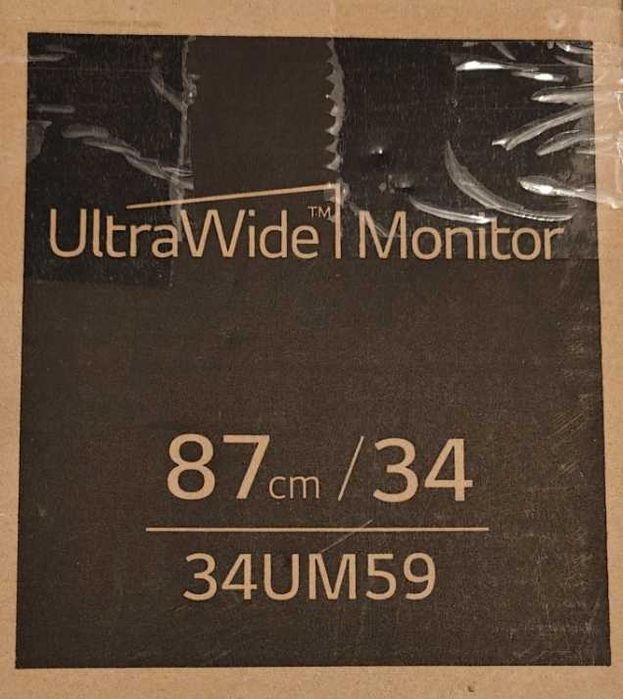 UltraWide™ | Monitor
87cm / 34
34UM59